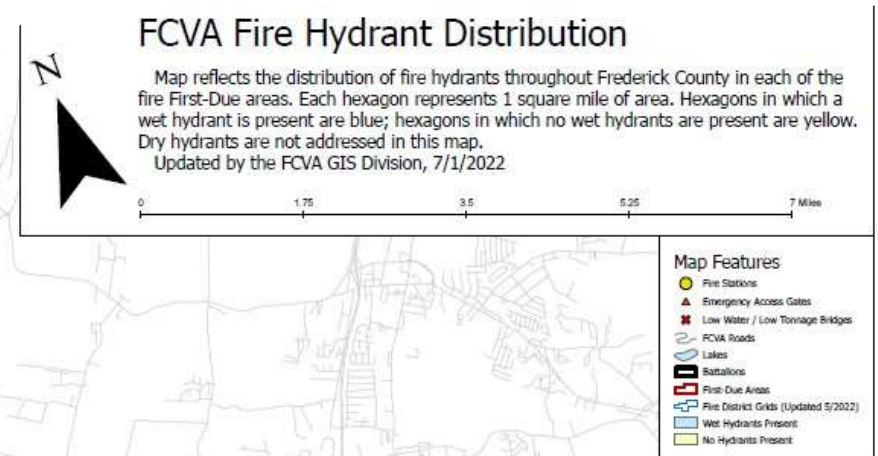 FCVA Fire Hydrant Distribution
N
Map reflects the distribution of fire hydrants throughout Frederick County in each of the
fire First-Due areas. Each hexagon represents 1 square mile of area. Hexagons in which a
wet hydrant is present are blue; hexagons in which no wet hydrants are present are yellow.
Dry hydrants are not addressed in this map.
Updated by the FCVA GIS Division, 7/1/2022
0 1.75 3.5 5.25 7 Miles
Map Features
Fire Stations
Emergency Access Gates
Low Water / Low Tonnage Bridges
FCVA Roads
Lakes
Battalions
First-Due Areas
Fire District Grids (Updated 5/2022)
Wet Hydrants Present
No Hydrants Present